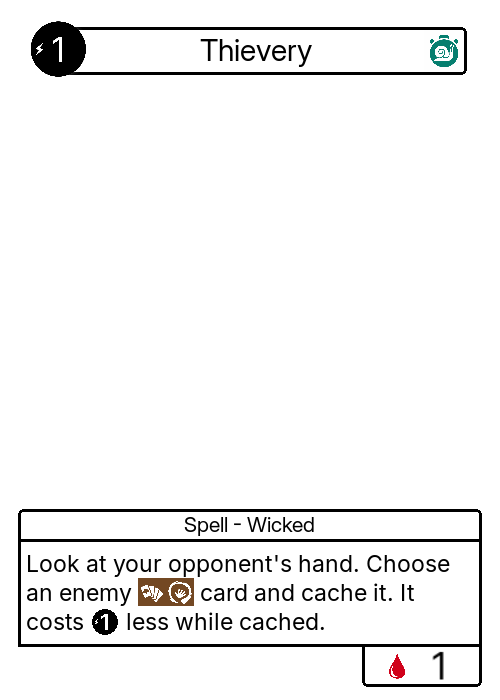 1
Thievery
Spell - Wicked
Look at your opponent's hand. Choose
an enemy card and cache it. It
costs 1 less while cached.
1